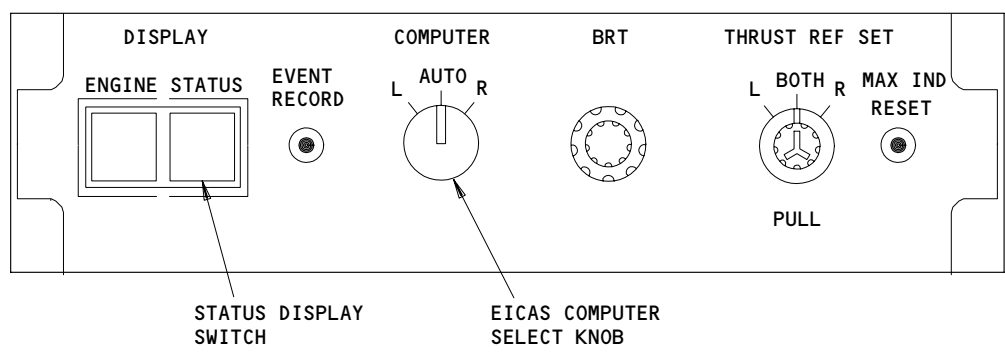 DISPLAY COMPUTER BRT THRUST REF SET
ENGINE STATUS
EVENT
RECORD
L AUTO R
L BOTH R
MAX IND
RESET
PULL
STATUS DISPLAY
SWITCH
EICAS COMPUTER
SELECT KNOB